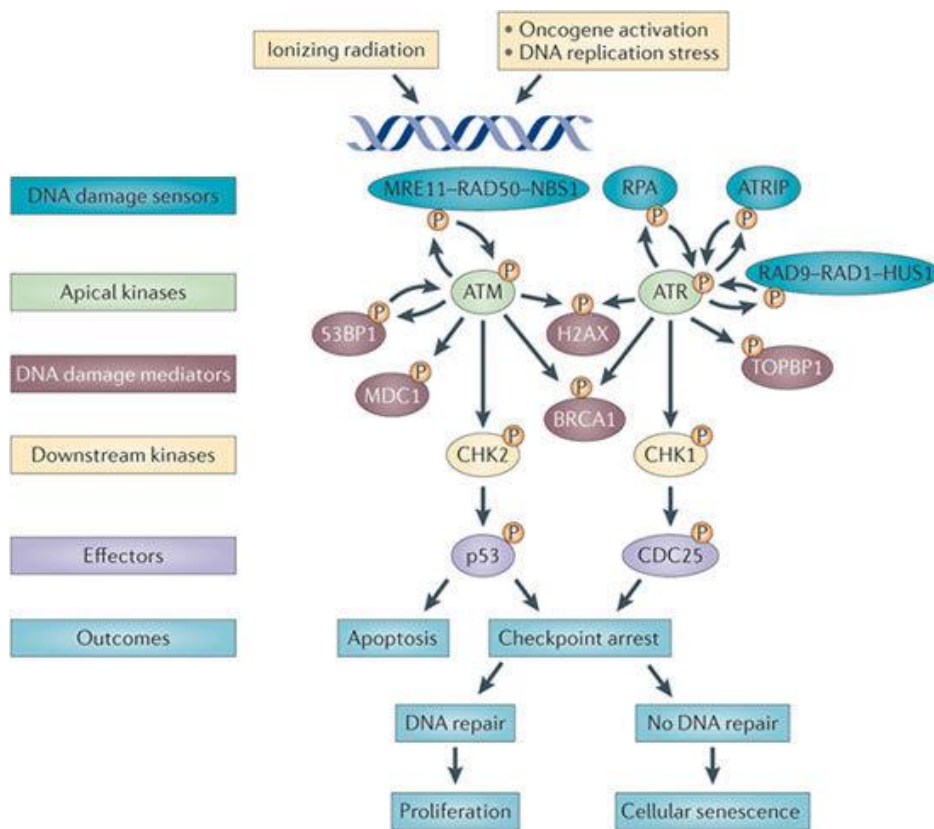 Ionizing radiation
• Oncogene activation
• DNA replication stress
DNA damage sensors
MRE11–RAD50–NBS1
RPA
ATRIP
P
P
P
RAD9–RAD1–HUS1
P
Apical kinases
ATM
P
ATR
P
53BP1
P
H2AX
P
DNA damage mediators
MDC1
P
BRCA1
P
TOPBP1
P
Downstream kinases
CHK2
P
CHK1
P
Effectors
p53
P
CDC25
P
Outcomes
Apoptosis
Checkpoint arrest
DNA repair
No DNA repair
Proliferation
Cellular senescence